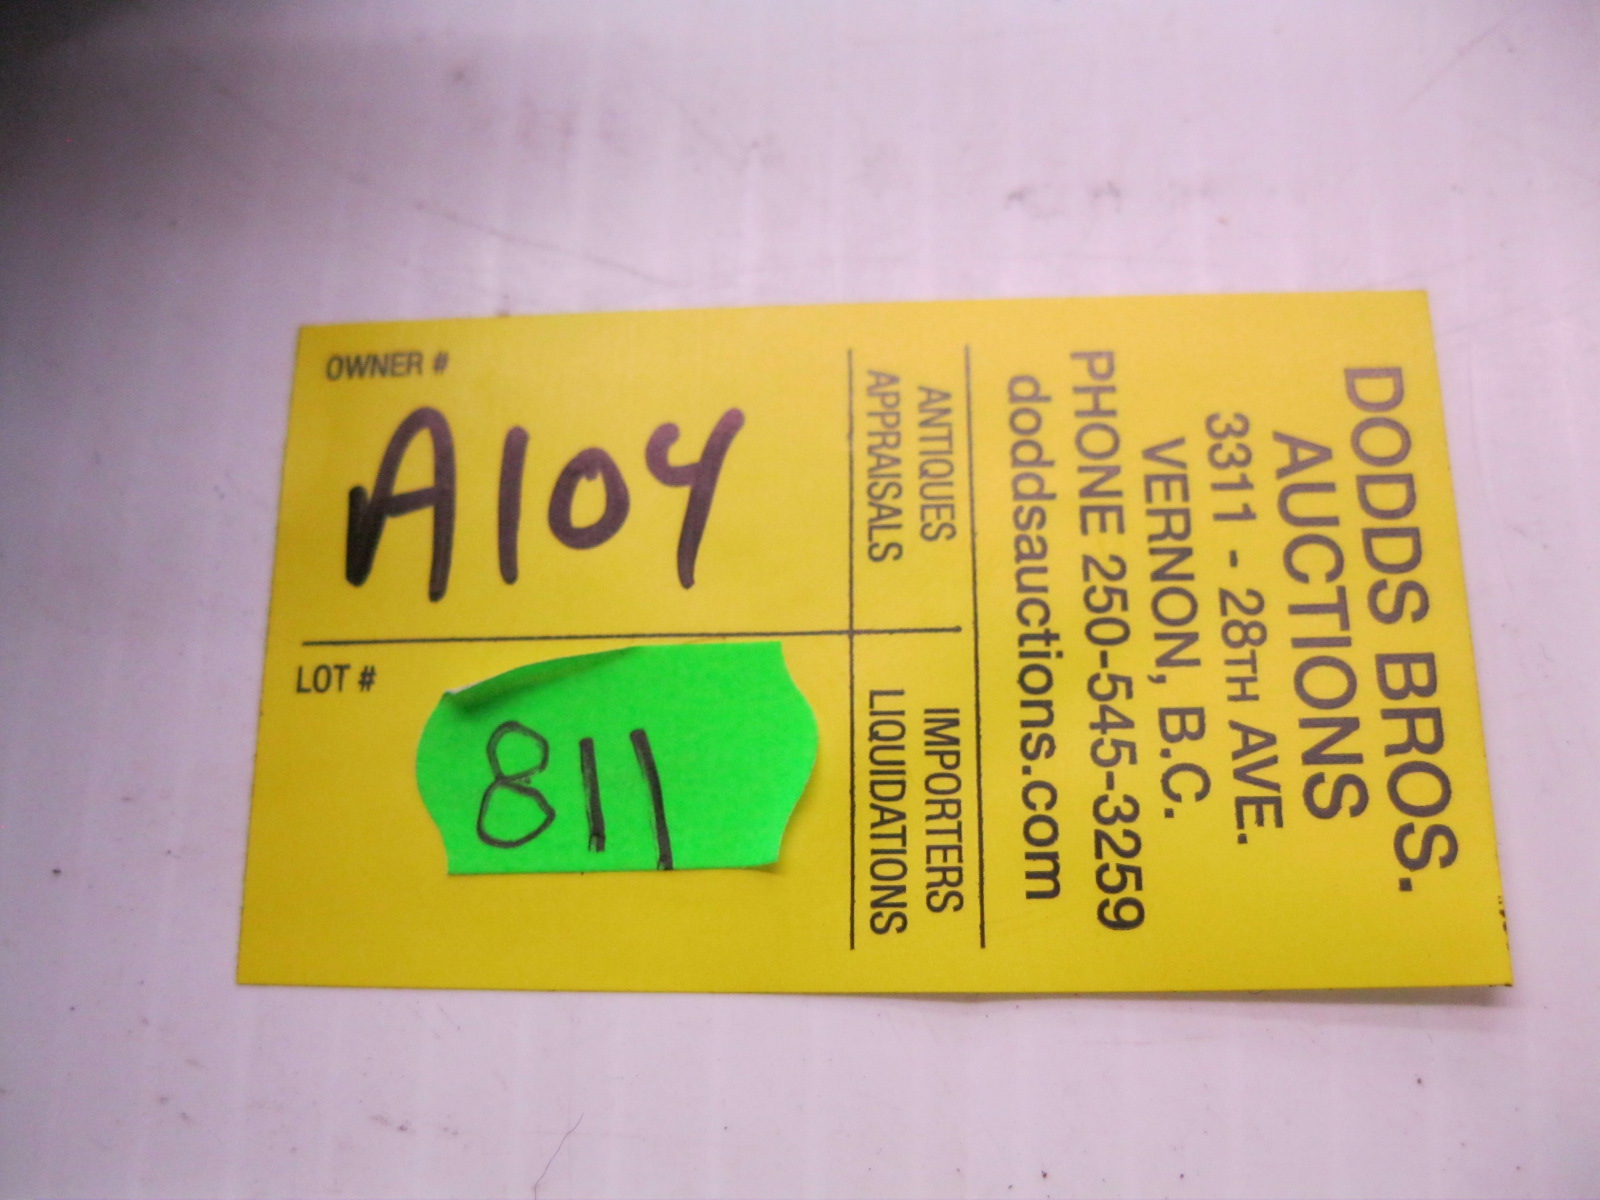 DODDS BROS.
AUCTIONS
3311 - 28TH AVE.
VERNON, B.C.
PHONE 250-545-3259
doddsauctions.com
ANTIQUES
APPRAISALS
IMPORTERS
LIQUIDATIONS
OWNER #
A104
LOT #
811